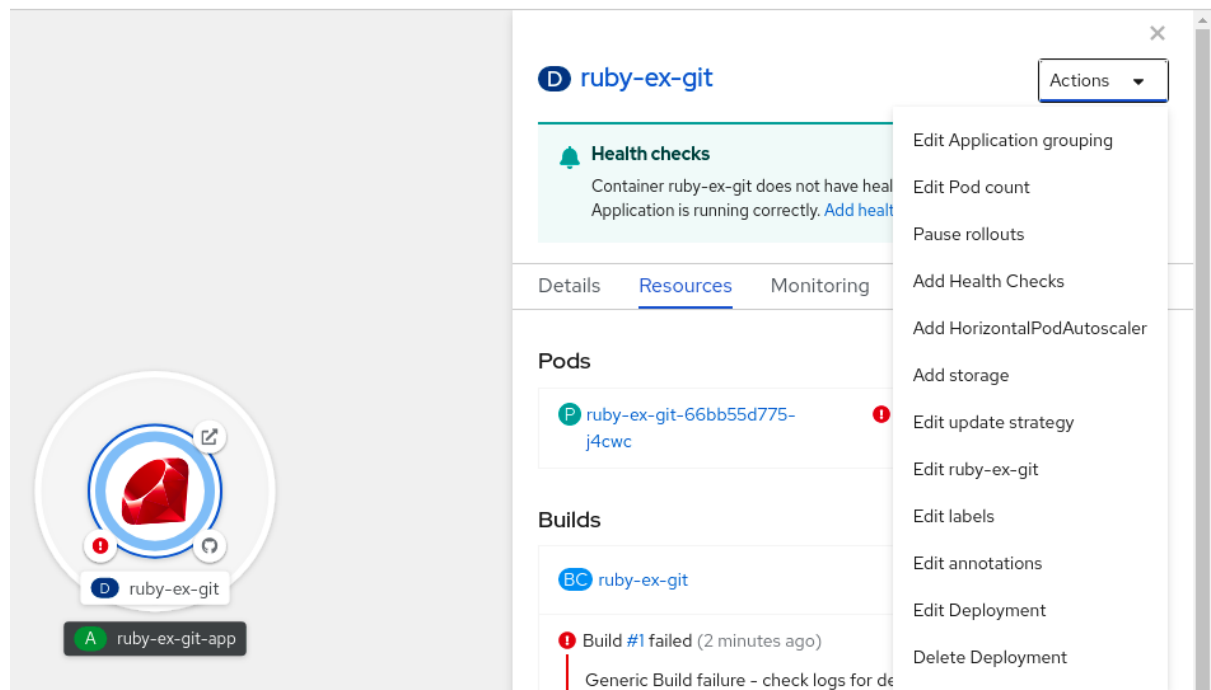 D ruby-ex-git
Actions
Health checks
Container ruby-ex-git does not have
Application is running correctly. Add
Edit Application grouping
Edit Pod count
Pause rollouts
Add Health Checks
Add HorizontalPodAutoscaler
Add storage
Edit update strategy
Edit ruby-ex-git
Edit labels
Edit annotations
Edit Deployment
Delete Deployment
Details Resources Monitoring
Pods
P ruby-ex-git-66bb55d775-
j4cwc
Builds
BC ruby-ex-git
Build #1 failed (2 minutes ago)
Generic Build failure - check logs for
D ruby-ex-git
A ruby-ex-git-app